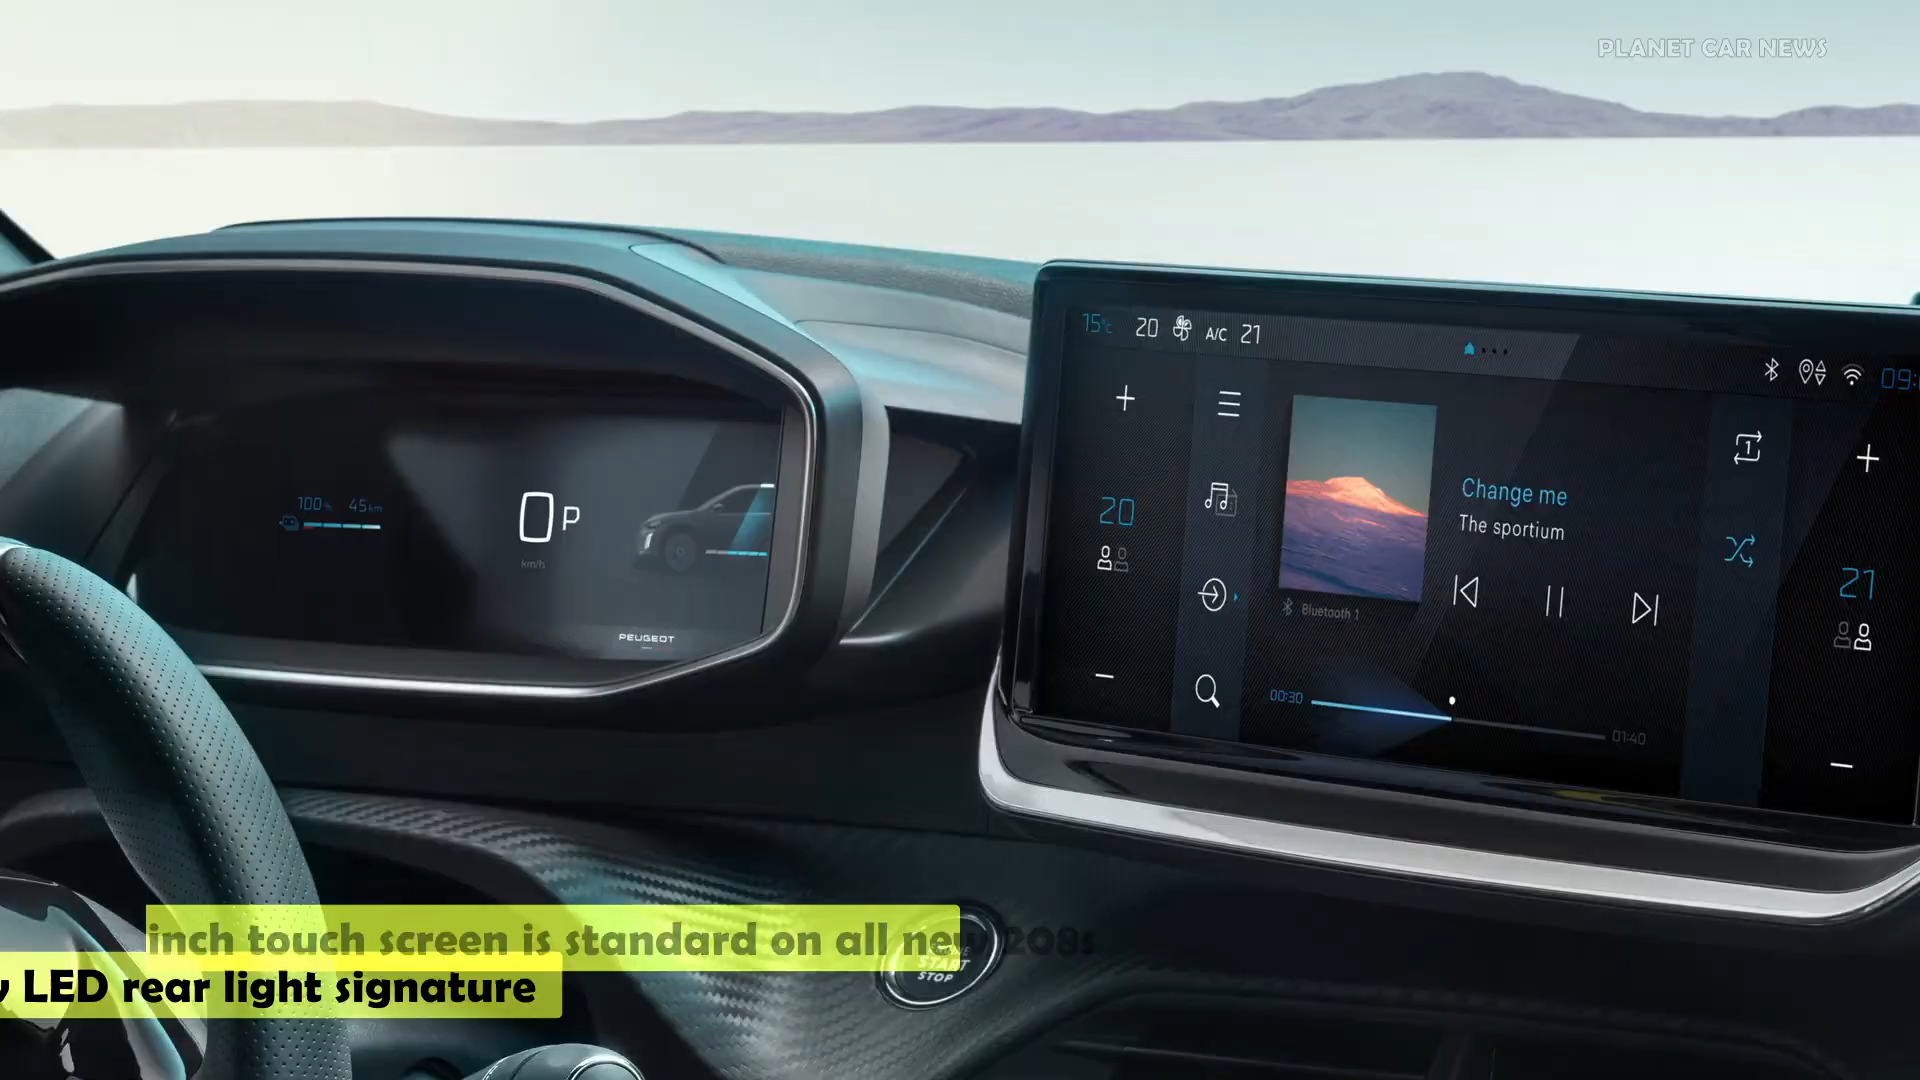 PLANET CAR NEWS
15°c 20 A/C 21
20
Change me
The sportium
Bluetooth 1
00:30
01:40
1
21
100% 45km
0 P
km/h
PEUGEOT
inch touch screen is standard on all new 208s
LED rear light signature
START
STOP